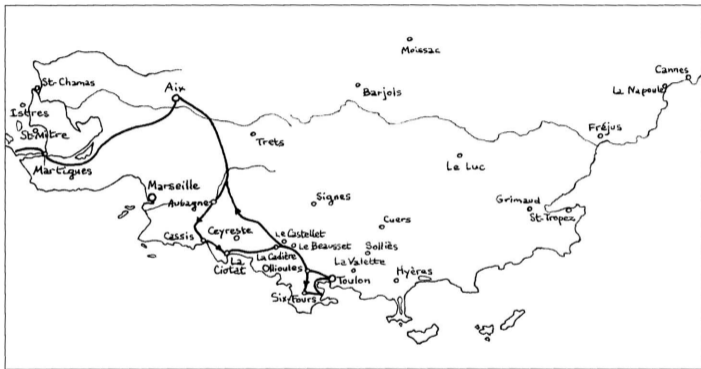 Moissac
Cannes
St-Chamas
Aix
Barjols
La Napoule
Istres
St-Mitre
Trets
Fréjus
Martigues
Le Luc
Marseille
Signes
Aubagne
Grimaud
St-Tropez
Cuers
Ceyreste
Le Castellet
Cassis
Le Beausset
La Cadière
Solliès
La
Ciotat
Ollioules
La Valette
Toulon
Hyères
Six-Fours